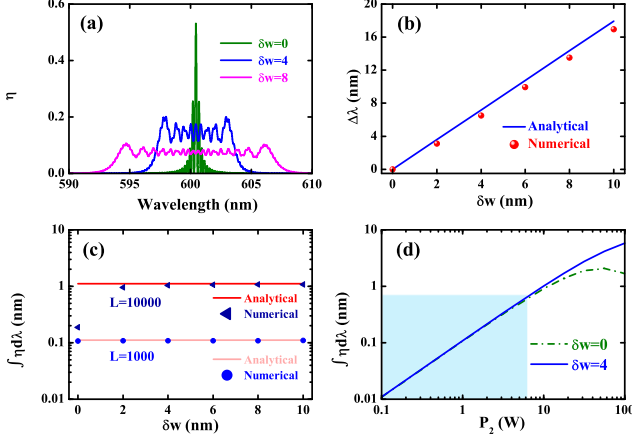 (a)
δw=0
δw=4
δw=8
η
0.6
0.4
0.2
0.0
590 595 600 605 610
Wavelength (nm)
(b)
Analytical
Numerical
Δλ (nm)
16
12
8
4
0
0 2 4 6 8 10
δw (nm)
(c)
L=10000
Analytical
Numerical
L=1000
Analytical
Numerical
∫ ηdλ (nm)
10
1
0.1
0.01
0 2 4 6 8 10
δw (nm)
(d)
δw=0
δw=4
∫ ηdλ (nm)
10
1
0.1
0.01
0.1 1 10 100
P2 (W)